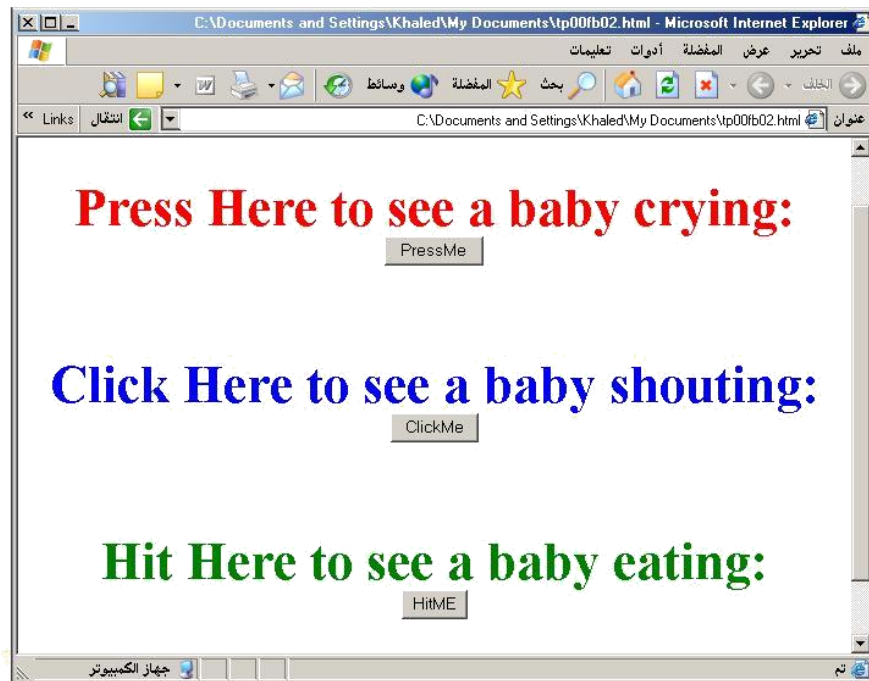 C:\Documents and Settings\Khaled\My Documents\tp00fb02.html - Microsoft Internet Explorer
ملف تحرير عرض المفضلة أدوات تعليمات
الخلف بحث المفضلة وسائط
عنوان C:\Documents and Settings\Khaled\My Documents\tp00fb02.html انتقال Links »
Press Here to see a baby crying:
PressMe
Click Here to see a baby shouting:
ClickMe
Hit Here to see a baby eating:
HitME
تم جهاز الكمبيوتر